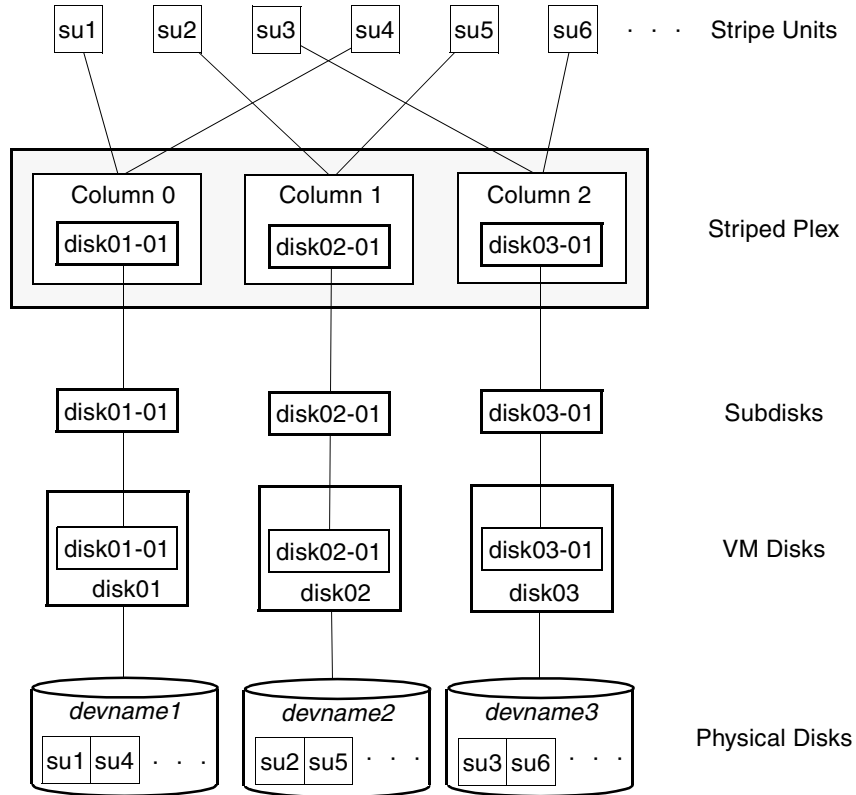 su1 su2 su3 su4 su5 su6 . . . Stripe Units
Column 0 Column 1 Column 2
disk01-01 disk02-01 disk03-01 Striped Plex
disk01-01 disk02-01 disk03-01 Subdisks
disk01-01 disk02-01 disk03-01 VM Disks
disk01 disk02 disk03
devname1 devname2 devname3
su1 su4 . . . su2 su5 . . . su3 su6 . . . Physical Disks